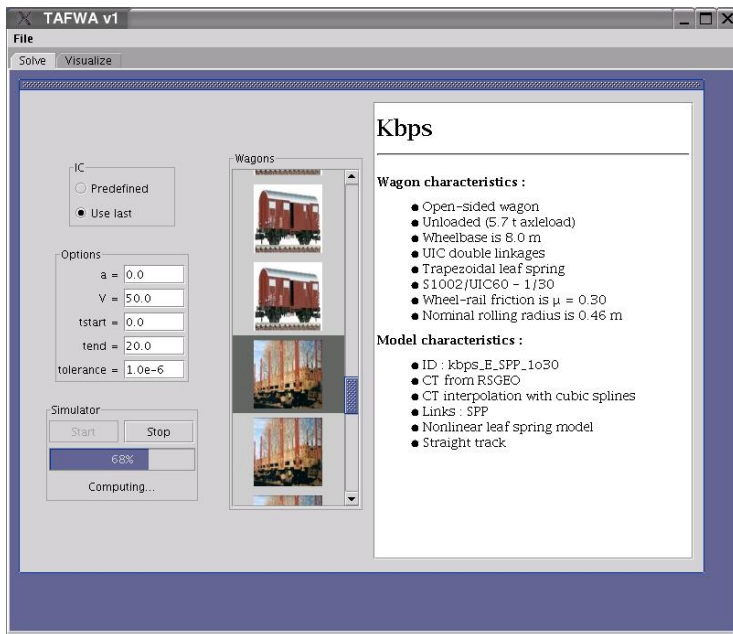 TAFWA v1
File
Solve Visualize
IC
Predefined
Use last
Options
a = 0.0
V = 50.0
tstart = 0.0
tend = 20.0
tolerance = 1.0e-6
Simulator
Start Stop
68%
Computing...
Wagons
Kbps
Wagon characteristics :
Open-sided wagon
Unloaded (5.7 t axleload)
Wheelbase is 8.0 m
UIC double linkages
Trapezoidal leaf spring
S1002/UIC60 - 1/30
Wheel-rail friction is μ = 0.30
Nominal rolling radius is 0.46 m
Model characteristics :
ID : kbps_E_SPP_1o30
CT from RSGEO
CT interpolation with cubic splines
Links : SPP
Nonlinear leaf spring model
Straight track